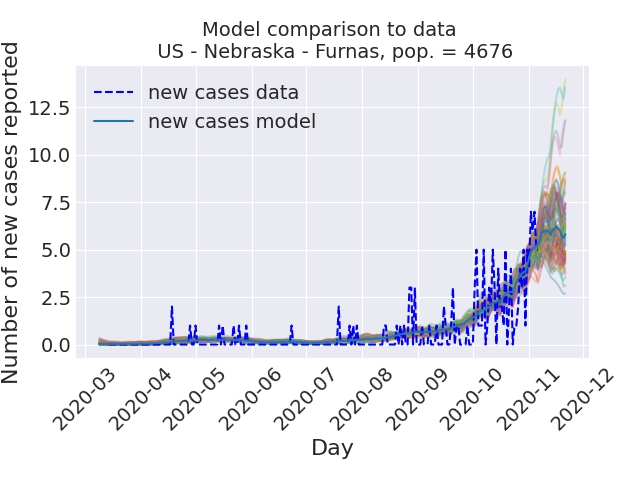 Model comparison to data
US - Nebraska - Furnas, pop. = 4676
Number of new cases reported
new cases data
new cases model
12.5
10.0
7.5
5.0
2.5
0.0
2020-03
2020-04
2020-05
2020-06
2020-07
2020-08
2020-09
2020-10
2020-11
2020-12
Day